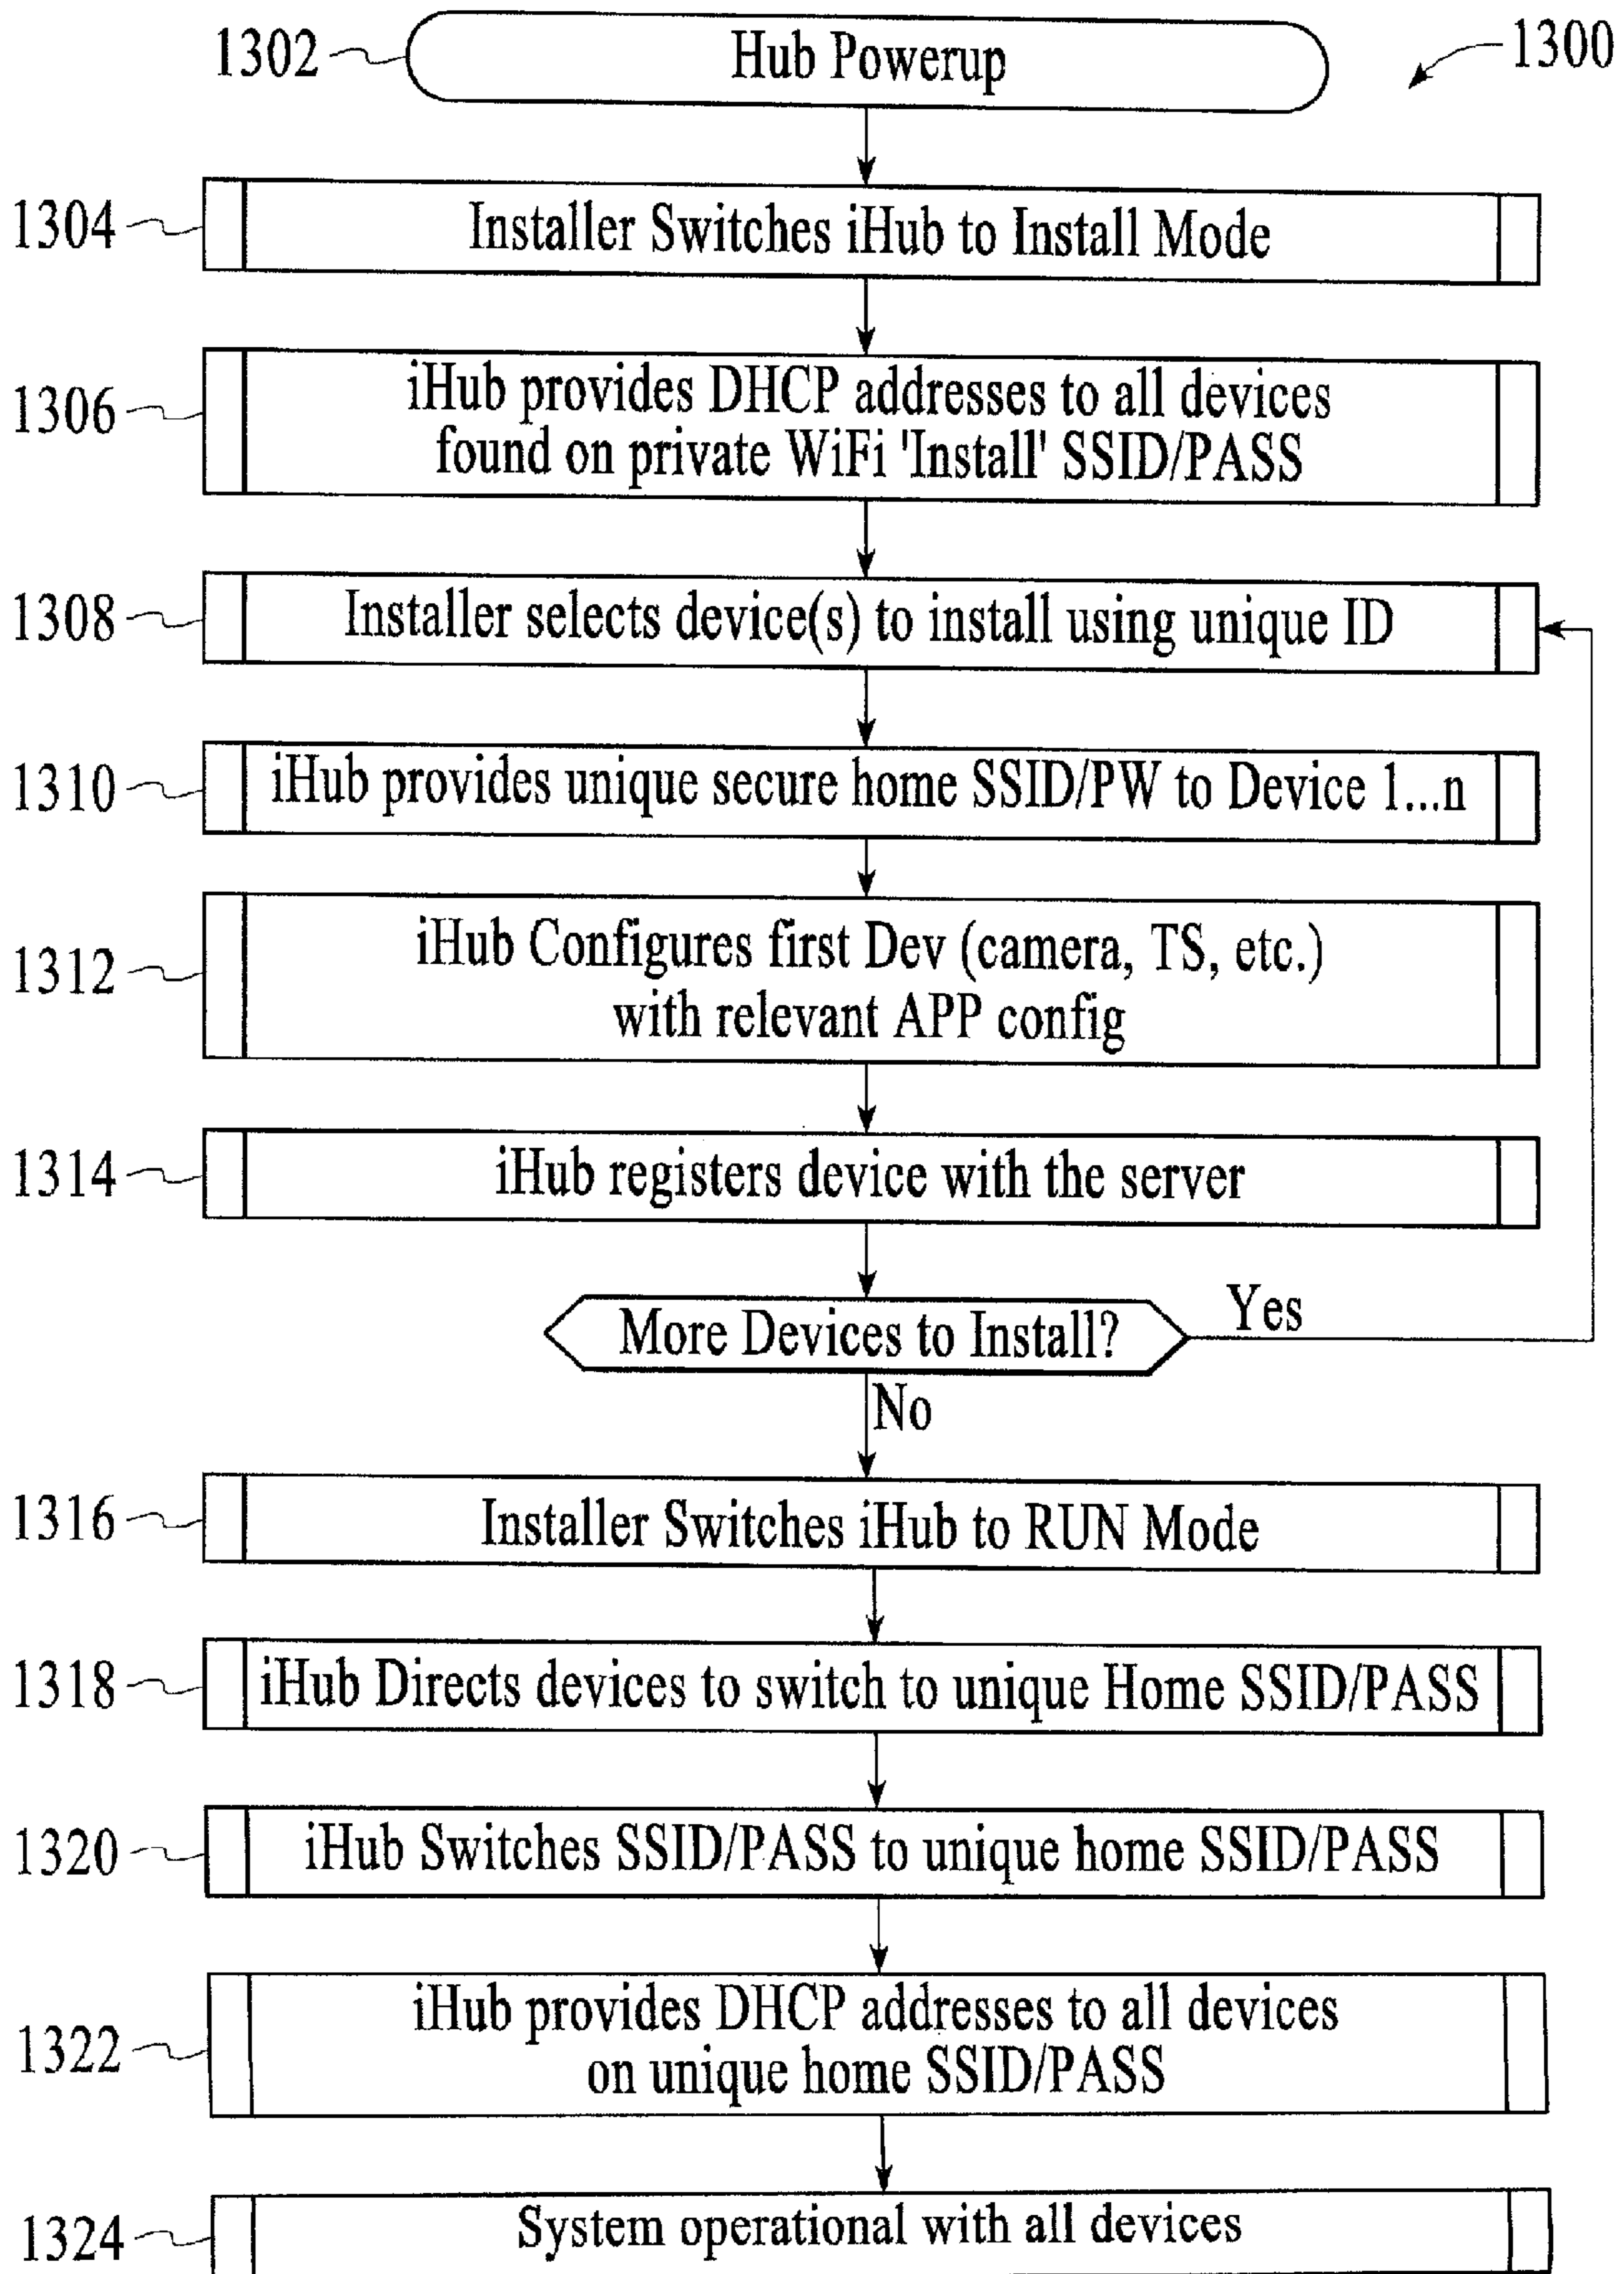 1302
Hub Powerup
1300
1304
Installer Switches iHub to Install Mode
1306
iHub provides DHCP addresses to all devices
found on private WiFi 'Install' SSID/PASS
1308
Installer selects device(s) to install using unique ID
1310
iHub provides unique secure home SSID/PW to Device 1...n
1312
iHub Configures first Dev (camera, TS, etc.)
with relevant APP config
1314
iHub registers device with the server
More Devices to Install?
Yes
No
1316
Installer Switches iHub to RUN Mode
1318
iHub Directs devices to switch to unique Home SSID/PASS
1320
iHub Switches SSID/PASS to unique home SSID/PASS
1322
iHub provides DHCP addresses to all devices
on unique home SSID/PASS
1324
System operational with all devices